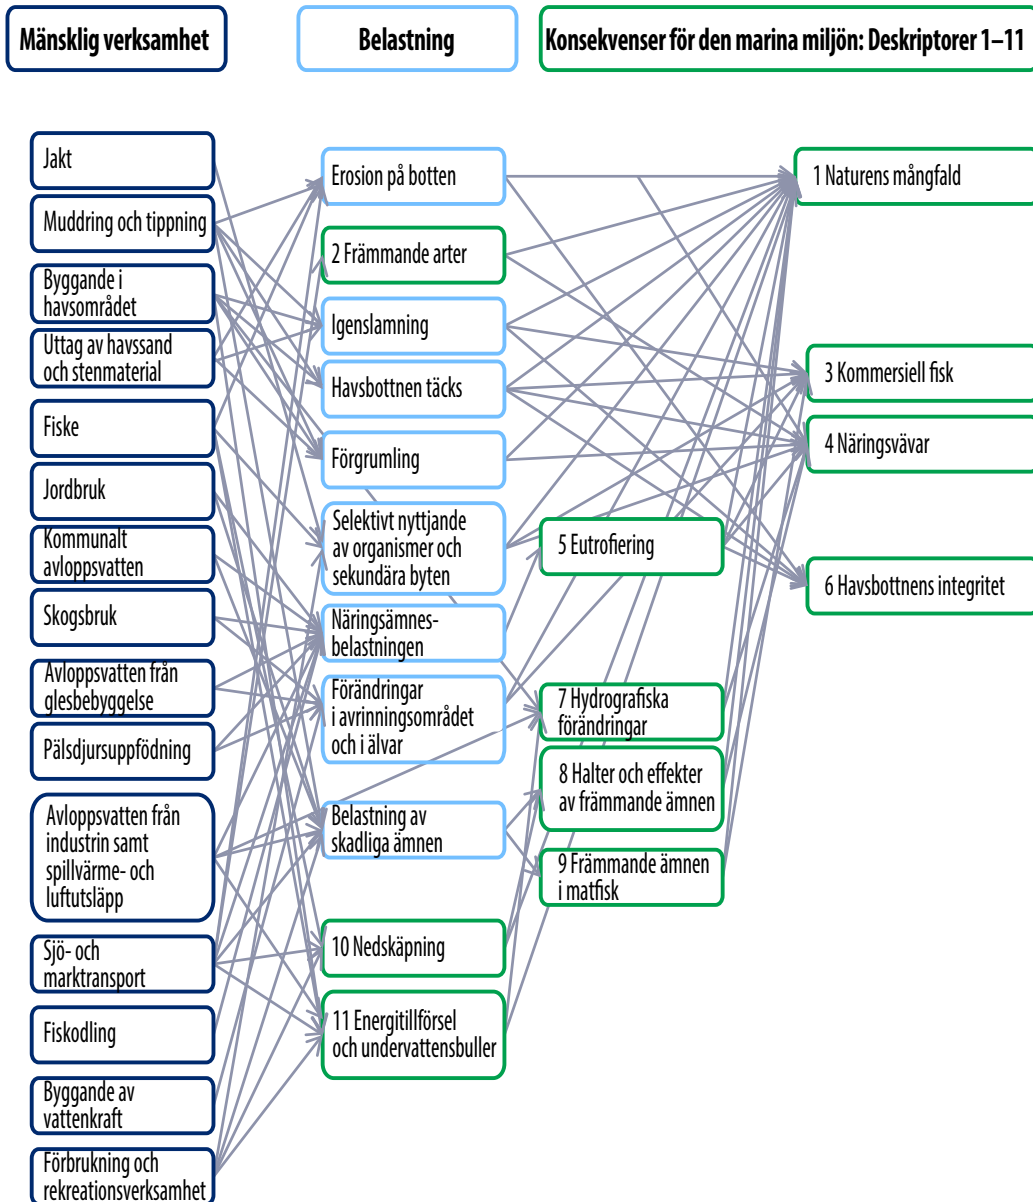 Mänsklig verksamhet
Belastning
Konsekvenser för den marina miljön: Deskriptorer 1–11
Jakt
Muddring och tippning
Byggande i
havsområdet
Uttag av havssand
och stenmaterial
Fiske
Jordbruk
Kommunalt
avloppsvatten
Skogsbruk
Avloppsvatten från
glesbebyggelse
Pälsdjursuppfödning
Avloppsvatten från
industrin samt
spillvärme- och
luftutsläpp
Sjö- och
marktransport
Fiskodling
Byggande av
vattenkraft
Förbrukning och
rekreationsverksamhet
Erosion på botten
2 Främmande arter
Igenslamning
Havsbottnen täcks
Förgrumling
Selektivt nyttjande
av organismer och
sekundära byten
Näringsämnes-
belastningen
Förändringar
i avrinningsområdet
och i älvar
Belastning av
skadliga ämnen
10 Nedskäpning
11 Energitillförsel
och undervattensbuller
5 Eutrofiering
7 Hydrografiska
förändringar
8 Halter och effekter
av främmande ämnen
9 Främmande ämnen
i matfisk
1 Naturens mångfald
3 Kommersiell fisk
4 Näringsvävar
6 Havsbottnens integritet